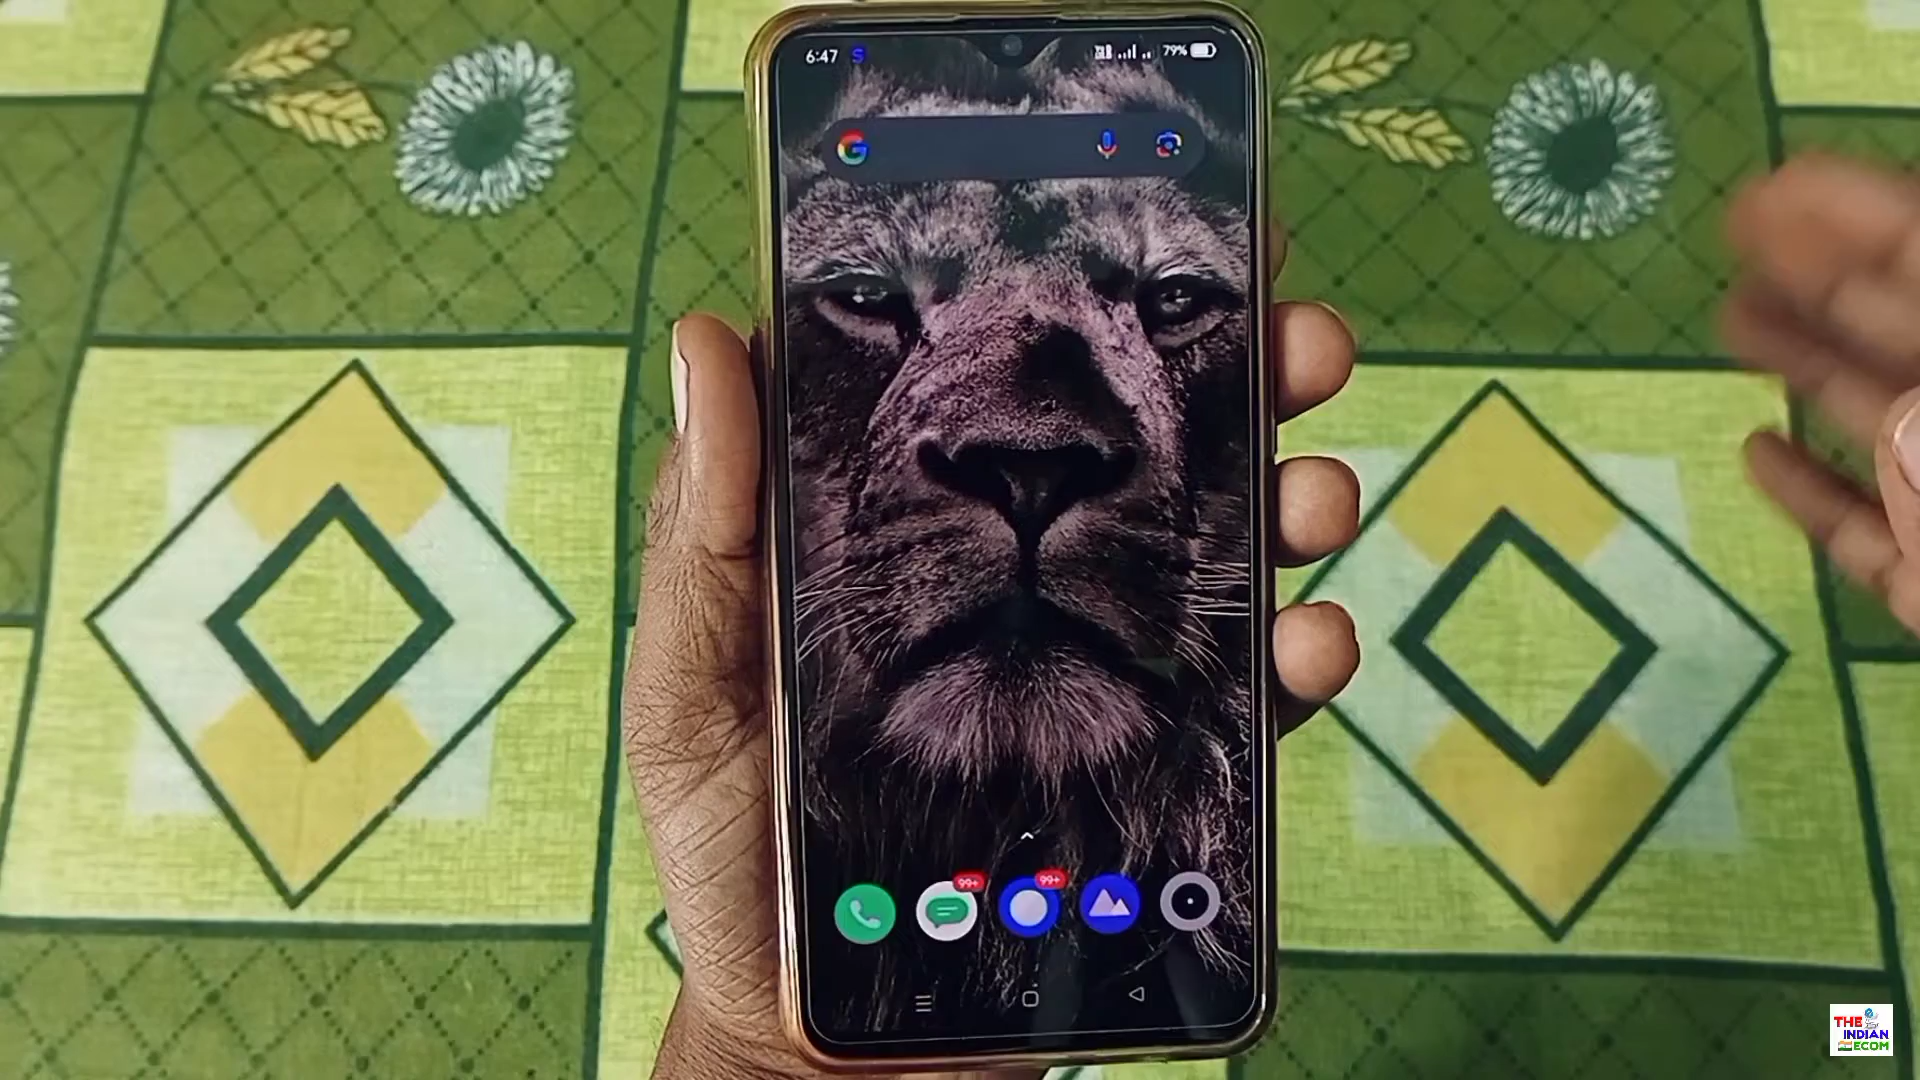 6:47
79%
99+
99+
THE
INDIAN
ECOM